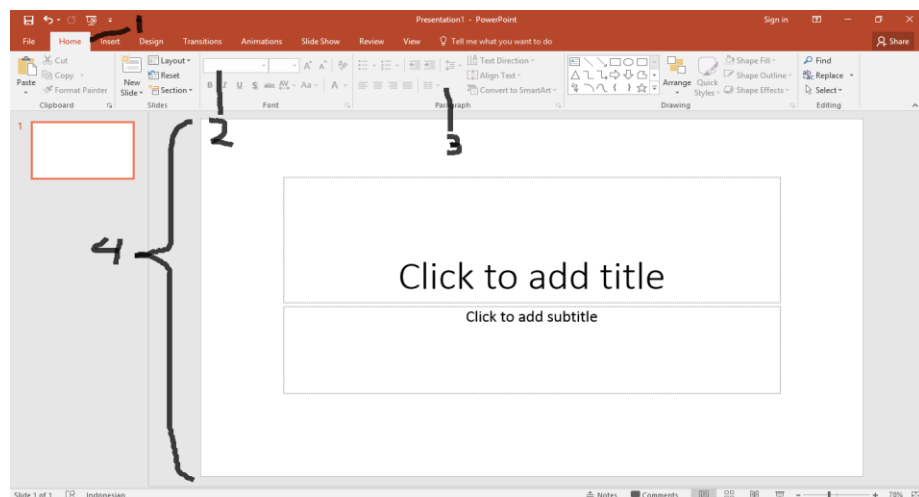 Presentation1 - PowerPoint
Sign in
File Home Insert Design Transitions Animations Slide Show Review View Tell me what you want to do Share
1
Paste
Cut
Copy
Format Painter
Clipboard
New Slide
Layout
Reset
Section
Slides
B I U S abc AV Aa A
Font
Text Direction
Align Text
Convert to SmartArt
Paragraph
Arrange
Quick Styles
Shape Fill
Shape Outline
Shape Effects
Drawing
Find
Replace
Select
Editing
1
2
3
4
Click to add title
Click to add subtitle
Slide 1 of 1 Indonesian Notes Comments 78%